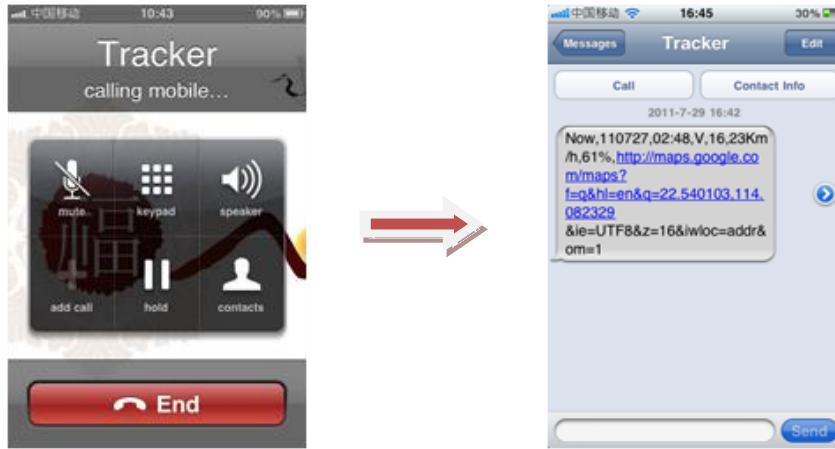 中国移动 10:43 90%
Tracker
calling mobile...
mute
keypad
speaker
福
add call
hold
contacts
End
中国移动 16:45 30%
Messages
Tracker
Edit
Call
Contact Info
2011-7-29 16:42
Now,110727,02:48,V,16,23Km
/h,61%,http://maps.google.co
m/maps?
f=q&hl=en&q=22.540103,114.
082329
&ie=UTF8&z=16&iwloc=addr&
om=1
Send